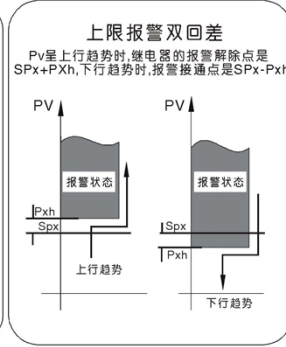 上限报警双回差
Pv呈上行趋势时,继电器的报警解除点是
SPx+PXh,下行趋势时,报警接通点是SPx-Pxh
PV
PV
报警状态
报警状态
Pxh
Spx
Spx
Pxh
上行趋势
下行趋势